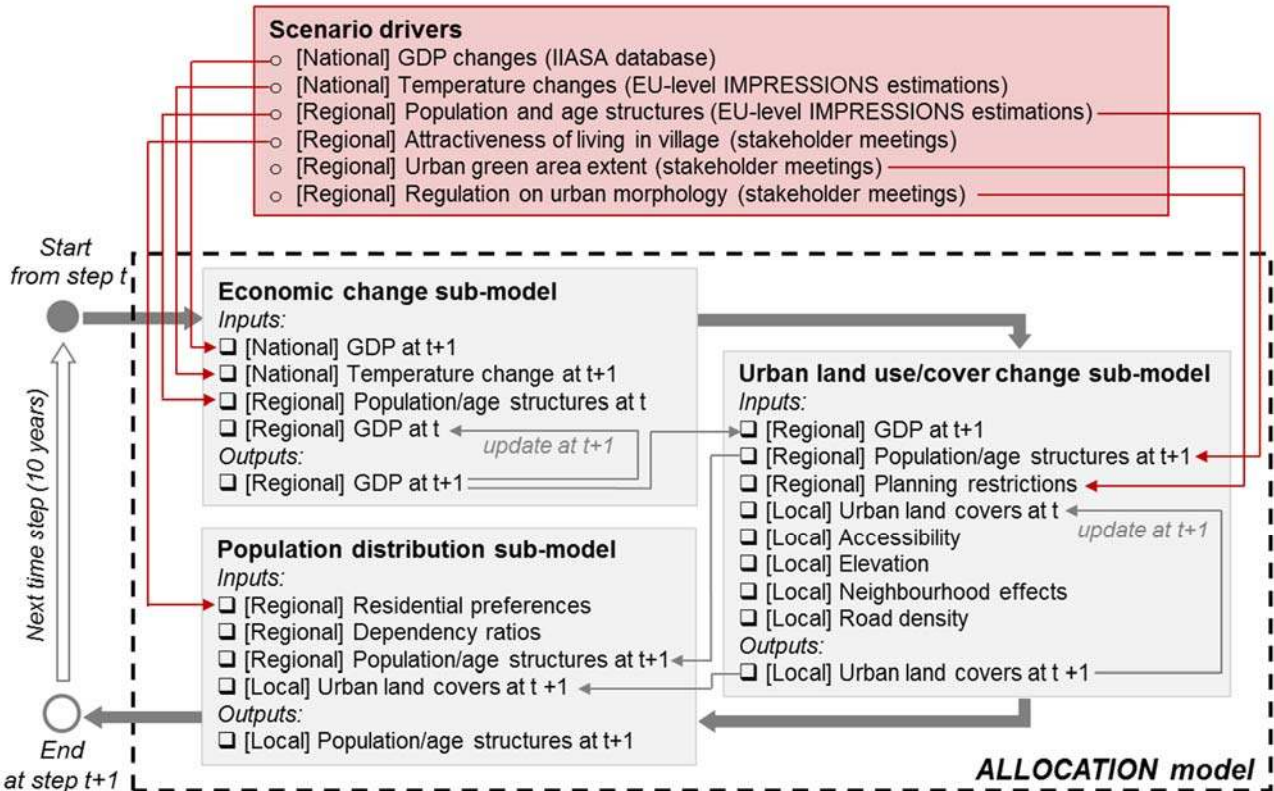 Scenario drivers
○ [National] GDP changes (IIASA database)
○ [National] Temperature changes (EU-level IMPRESSIONS estimations)
○ [Regional] Population and age structures (EU-level IMPRESSIONS estimations)
○ [Regional] Attractiveness of living in village (stakeholder meetings)
○ [Regional] Urban green area extent (stakeholder meetings)
○ [Regional] Regulation on urban morphology (stakeholder meetings)
Start
from step t
Economic change sub-model
Inputs:
❑ [National] GDP at t+1
❑ [National] Temperature change at t+1
❑ [Regional] Population/age structures at t
❑ [Regional] GDP at t
update at t+1
Outputs:
❑ [Regional] GDP at t+1
Urban land use/cover change sub-model
Inputs:
❑ [Regional] GDP at t+1
❑ [Regional] Population/age structures at t+1
❑ [Regional] Planning restrictions
❑ [Local] Urban land covers at t
update at t+1
❑ [Local] Accessibility
❑ [Local] Elevation
❑ [Local] Neighbourhood effects
❑ [Local] Road density
Outputs:
❑ [Local] Urban land covers at t +1
Population distribution sub-model
Inputs:
❑ [Regional] Residential preferences
❑ [Regional] Dependency ratios
❑ [Regional] Population/age structures at t+1
❑ [Local] Urban land covers at t +1
Outputs:
❑ [Local] Population/age structures at t+1
Next time step (10 years)
End
at step t+1
ALLOCATION model